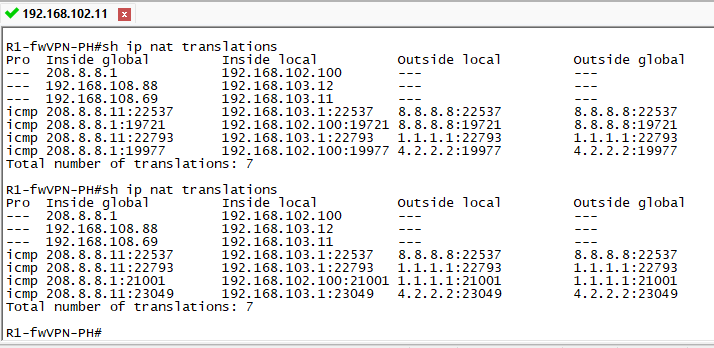 192.168.102.11
R1-fwVPN-PH#sh ip nat translations
Pro  Inside global         Inside local          Outside local         Outside global
---  208.8.8.1             192.168.102.100       ---                   ---
---  192.168.108.88        192.168.103.12        ---                   ---
---  192.168.108.69        192.168.103.11        ---                   ---
icmp 208.8.8.11:22537      192.168.103.1:22537   8.8.8.8:22537         8.8.8.8:22537
icmp 208.8.8.1:19721       192.168.102.100:19721 8.8.8.8:19721         8.8.8.8:19721
icmp 208.8.8.11:22793      192.168.103.1:22793   1.1.1.1:22793         1.1.1.1:22793
icmp 208.8.8.1:19977       192.168.102.100:19977 4.2.2.2:19977         4.2.2.2:19977
Total number of translations: 7
R1-fwVPN-PH#sh ip nat translations
Pro  Inside global         Inside local          Outside local         Outside global
---  208.8.8.1             192.168.102.100       ---                   ---
---  192.168.108.88        192.168.103.12        ---                   ---
---  192.168.108.69        192.168.103.11        ---                   ---
icmp 208.8.8.11:22537      192.168.103.1:22537   8.8.8.8:22537         8.8.8.8:22537
icmp 208.8.8.11:22793      192.168.103.1:22793   1.1.1.1:22793         1.1.1.1:22793
icmp 208.8.8.1:21001       192.168.102.100:21001 1.1.1.1:21001         1.1.1.1:21001
icmp 208.8.8.11:23049      192.168.103.1:23049   4.2.2.2:23049         4.2.2.2:23049
Total number of translations: 7
R1-fwVPN-PH#